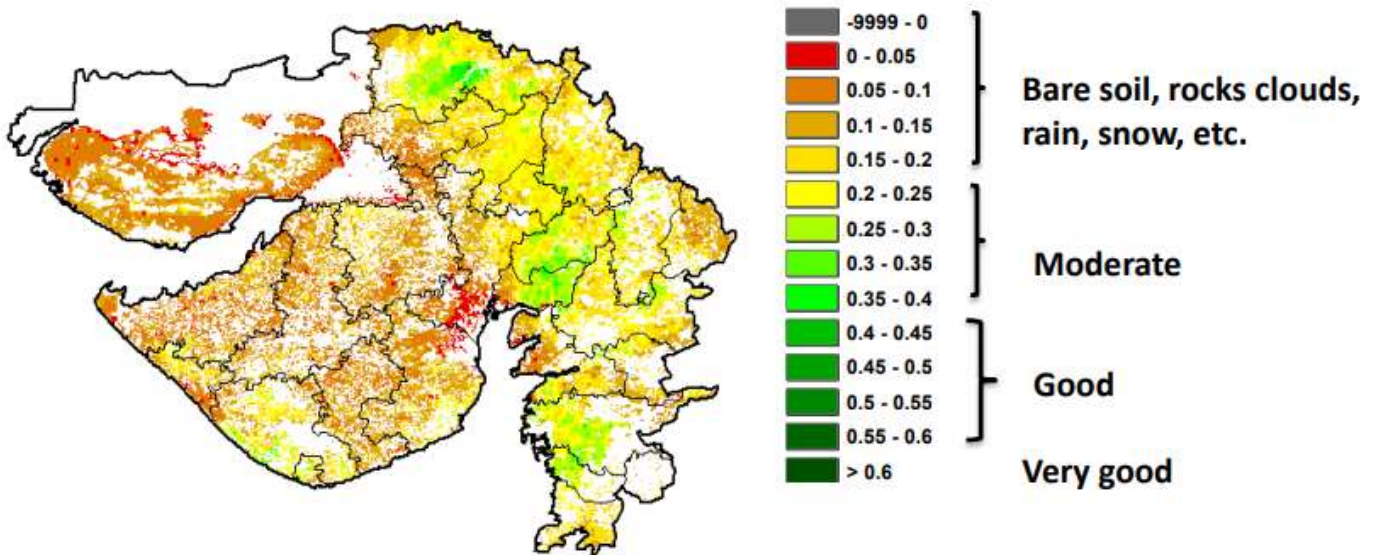 -9999 - 0
0 - 0.05
0.05 - 0.1
0.1 - 0.15
0.15 - 0.2
0.2 - 0.25
0.25 - 0.3
0.3 - 0.35
0.35 - 0.4
0.4 - 0.45
0.45 - 0.5
0.5 - 0.55
0.55 - 0.6
> 0.6
Bare soil, rocks clouds,
rain, snow, etc.
Moderate
Good
Very good